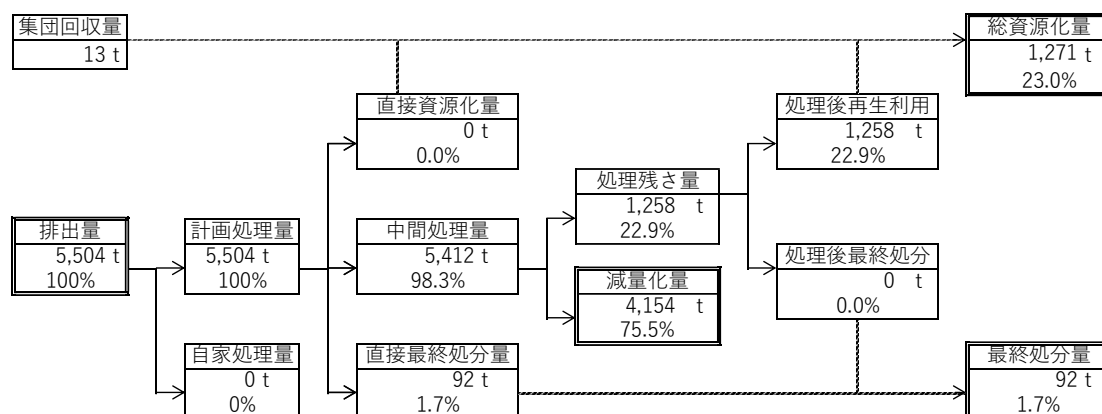 集団回収量
13 t
総資源化量
1,271 t
23.0%
直接資源化量
0 t
0.0%
処理後再生利用
1,258 t
22.9%
処理残さ量
1,258 t
22.9%
排出量
5,504 t
100%
計画処理量
5,504 t
100%
中間処理量
5,412 t
98.3%
処理後最終処分
0 t
0.0%
減量化量
4,154 t
75.5%
自家処理量
0 t
0%
直接最終処分量
92 t
1.7%
最終処分量
92 t
1.7%